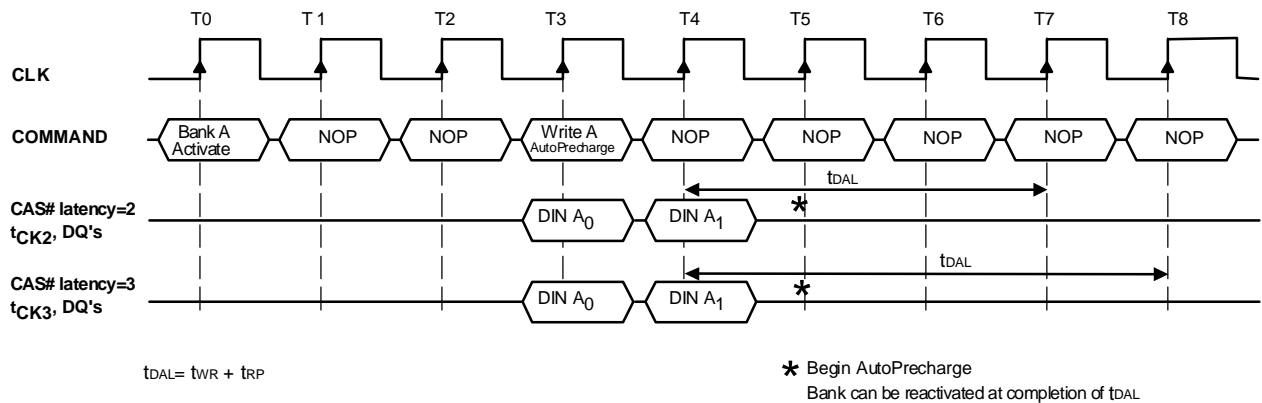 T0 T1 T2 T3 T4 T5 T6 T7 T8
CLK
COMMAND
Bank A
Activate
NOP
NOP
Write A
AutoPrecharge
NOP
NOP
NOP
NOP
NOP
tDAL
CAS# latency=2
tCK2, DQ's
DIN A0
DIN A1
*
tDAL
CAS# latency=3
tCK3, DQ's
DIN A0
DIN A1
*
tDAL= tWR + tRP
* Begin AutoPrecharge
Bank can be reactivated at completion of tDAL